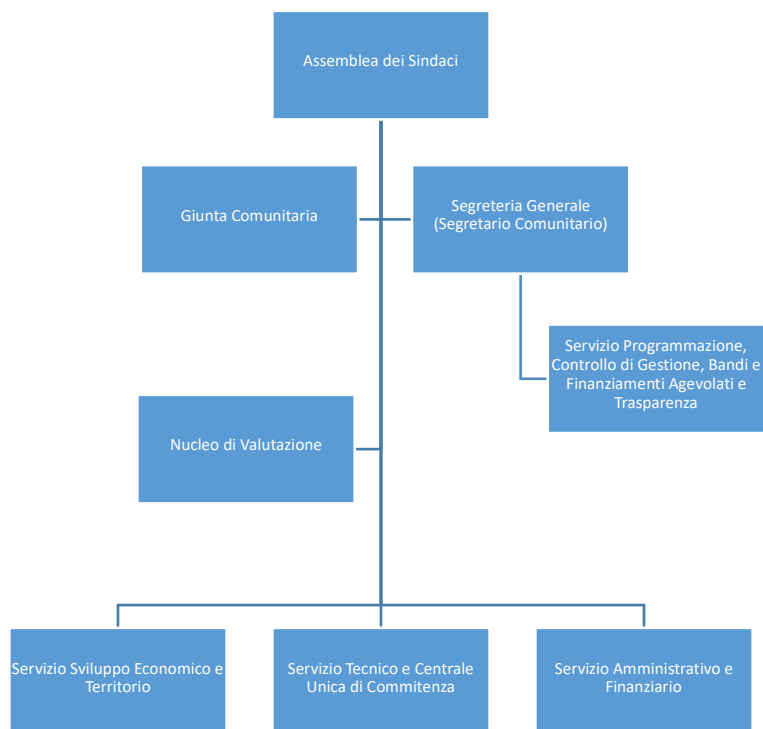 Assemblea dei Sindaci
Giunta Comunitaria
Segreteria Generale
(Segretario Comunitario)
Servizio Programmazione,
Controllo di Gestione, Bandi e
Finanziamenti Agevolati e
Trasparenza
Nucleo di Valutazione
Servizio Sviluppo Economico e
Territorio
Servizio Tecnico e Centrale
Unica di Commitenza
Servizio Amministrativo e
Finanziario